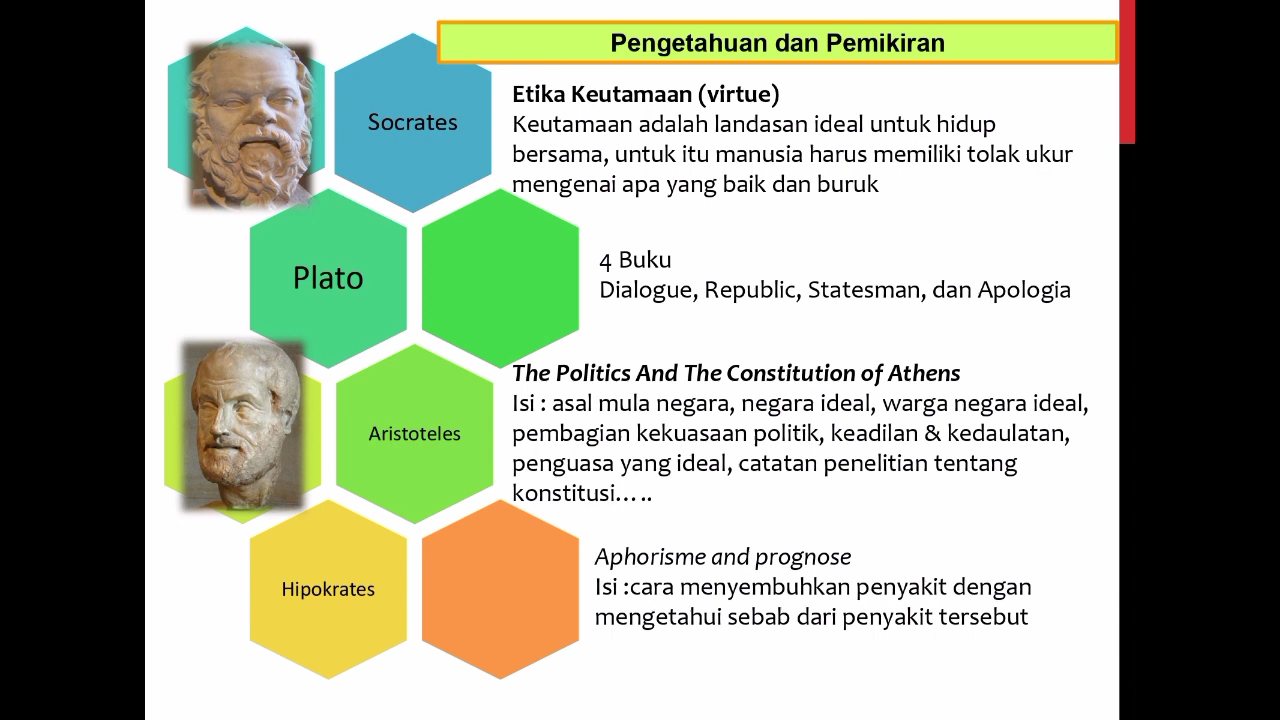 Pengetahuan dan Pemikiran
Socrates
Etika Keutamaan (virtue)
Keutamaan adalah landasan ideal untuk hidup
bersama, untuk itu manusia harus memiliki tolak ukur
mengenai apa yang baik dan buruk
Plato
4 Buku
Dialogue, Republic, Statesman, dan Apologia
Aristoteles
The Politics And The Constitution of Athens
Isi : asal mula negara, negara ideal, warga negara ideal,
pembagian kekuasaan politik, keadilan & kedaulatan,
penguasa yang ideal, catatan penelitian tentang
konstitusi…..
Hipokrates
Aphorisme and prognose
Isi :cara menyembuhkan penyakit dengan
mengetahui sebab dari penyakit tersebut